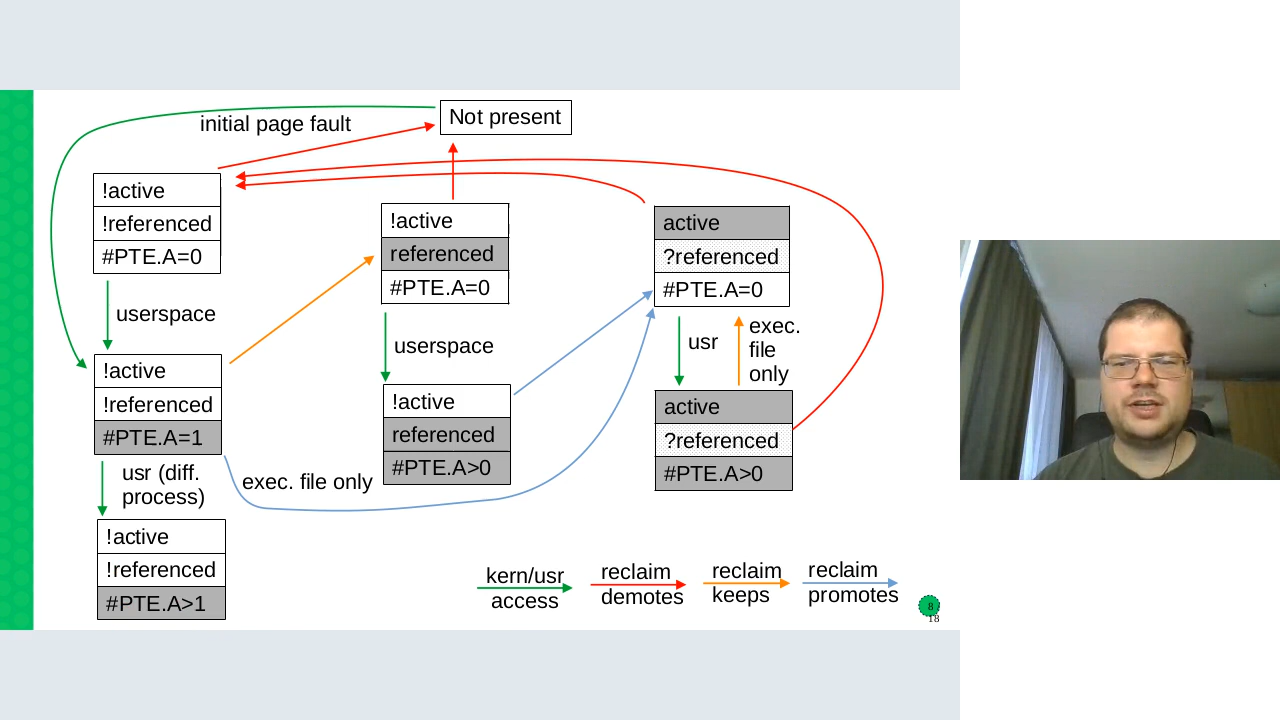 Not present
initial page fault
!active
!referenced
#PTE.A=0
userspace
!active
!referenced
#PTE.A=1
usr (diff.
process)
!active
!referenced
#PTE.A>1
!active
referenced
#PTE.A=0
userspace
!active
referenced
#PTE.A>0
exec. file only
active
?referenced
#PTE.A=0
usr
exec.
file
only
active
?referenced
#PTE.A>0
kern/usr
access
reclaim
demotes
reclaim
keeps
reclaim
promotes
8
18